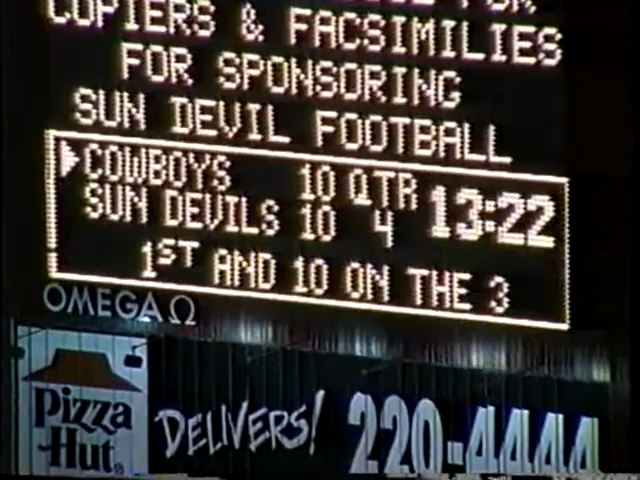 FOR
COPIERS & FACSIMILIES
FOR SPONSORING
SUN DEVIL FOOTBALL
COWBOYS 10 QTR 13:22
SUN DEVILS 10 4
1ST AND 10 ON THE 3
OMEGA Ω
Pizza Hut® DELIVERS! 220-4444